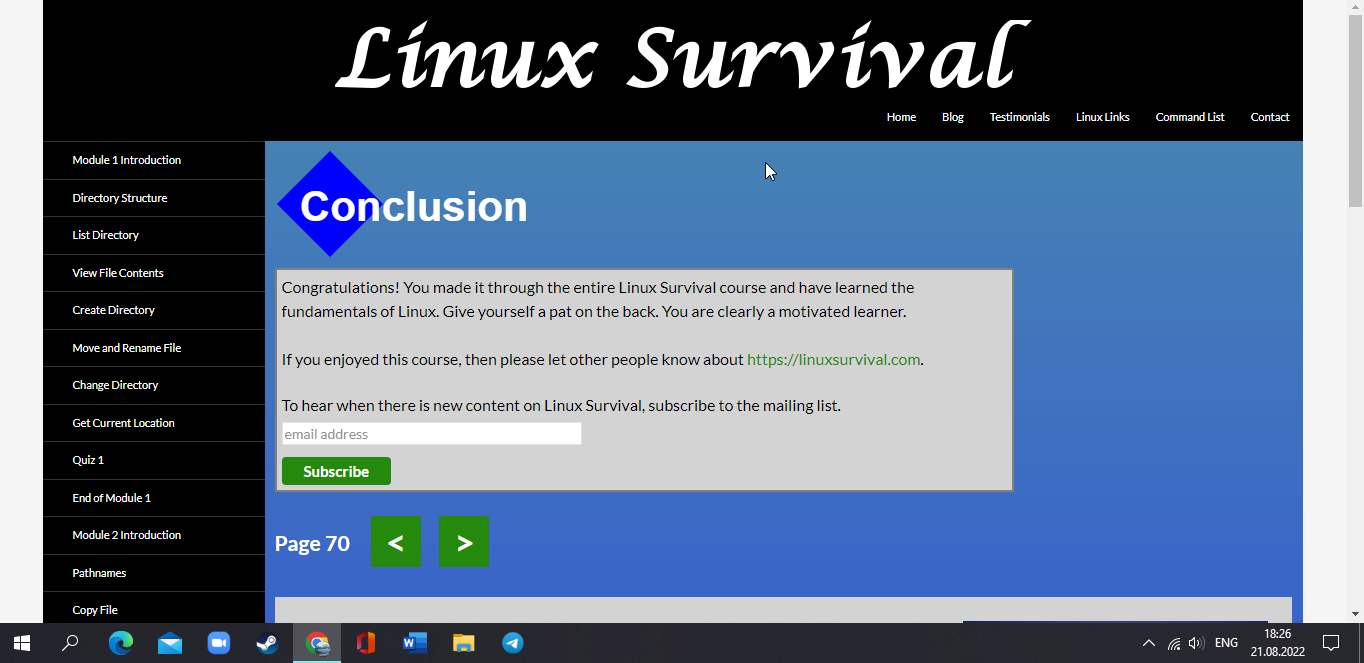 Linux Survival
Home Blog Testimonials Linux Links Command List Contact
Module 1 Introduction
Directory Structure
List Directory
View File Contents
Create Directory
Move and Rename File
Change Directory
Get Current Location
Quiz 1
End of Module 1
Module 2 Introduction
Pathnames
Copy File
Conclusion
Congratulations! You made it through the entire Linux Survival course and have learned the
fundamentals of Linux. Give yourself a pat on the back. You are clearly a motivated learner.
If you enjoyed this course, then please let other people know about https://linuxsurvival.com.
To hear when there is new content on Linux Survival, subscribe to the mailing list.
email address
Subscribe
Page 70 < >
ENG
18:26
21.08.2022